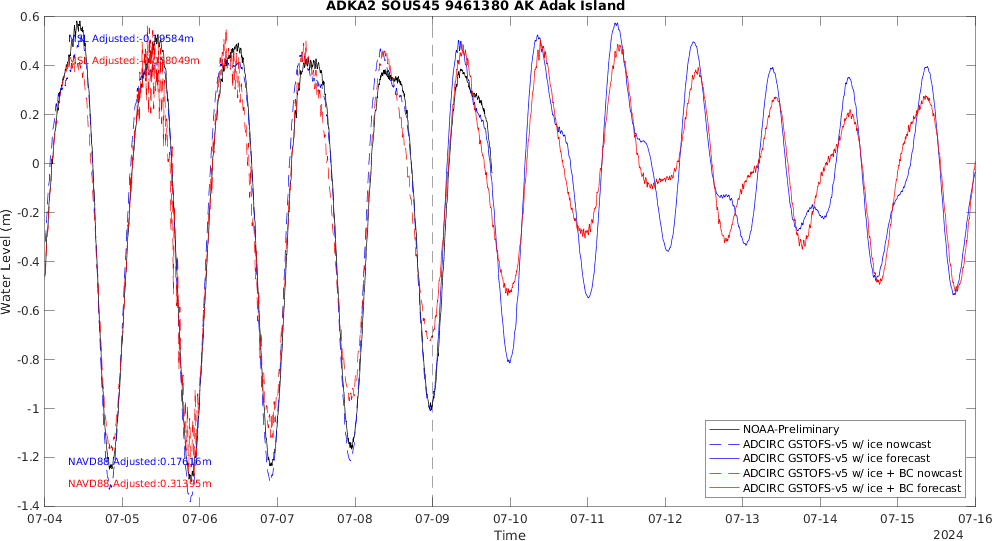 ADKA2 SOUS45 9461380 AK Adak Island
Water Level (m)
0.6
0.4
0.2
0
-0.2
-0.4
-0.6
-0.8
-1
-1.2
-1.4
MSL Adjusted:
MSL Adjusted:
NAVD88 Adjusted:0.17616m
NAVD88 Adjusted:0.31395m
NOAA-Preliminary
ADCIRC GSTOFS-v5 w/ ice nowcast
ADCIRC GSTOFS-v5 w/ ice forecast
ADCIRC GSTOFS-v5 w/ ice + BC nowcast
ADCIRC GSTOFS-v5 w/ ice + BC forecast
07-04 07-05 07-06 07-07 07-08 07-09 07-10 07-11 07-12 07-13 07-14 07-15 07-16
Time
2024